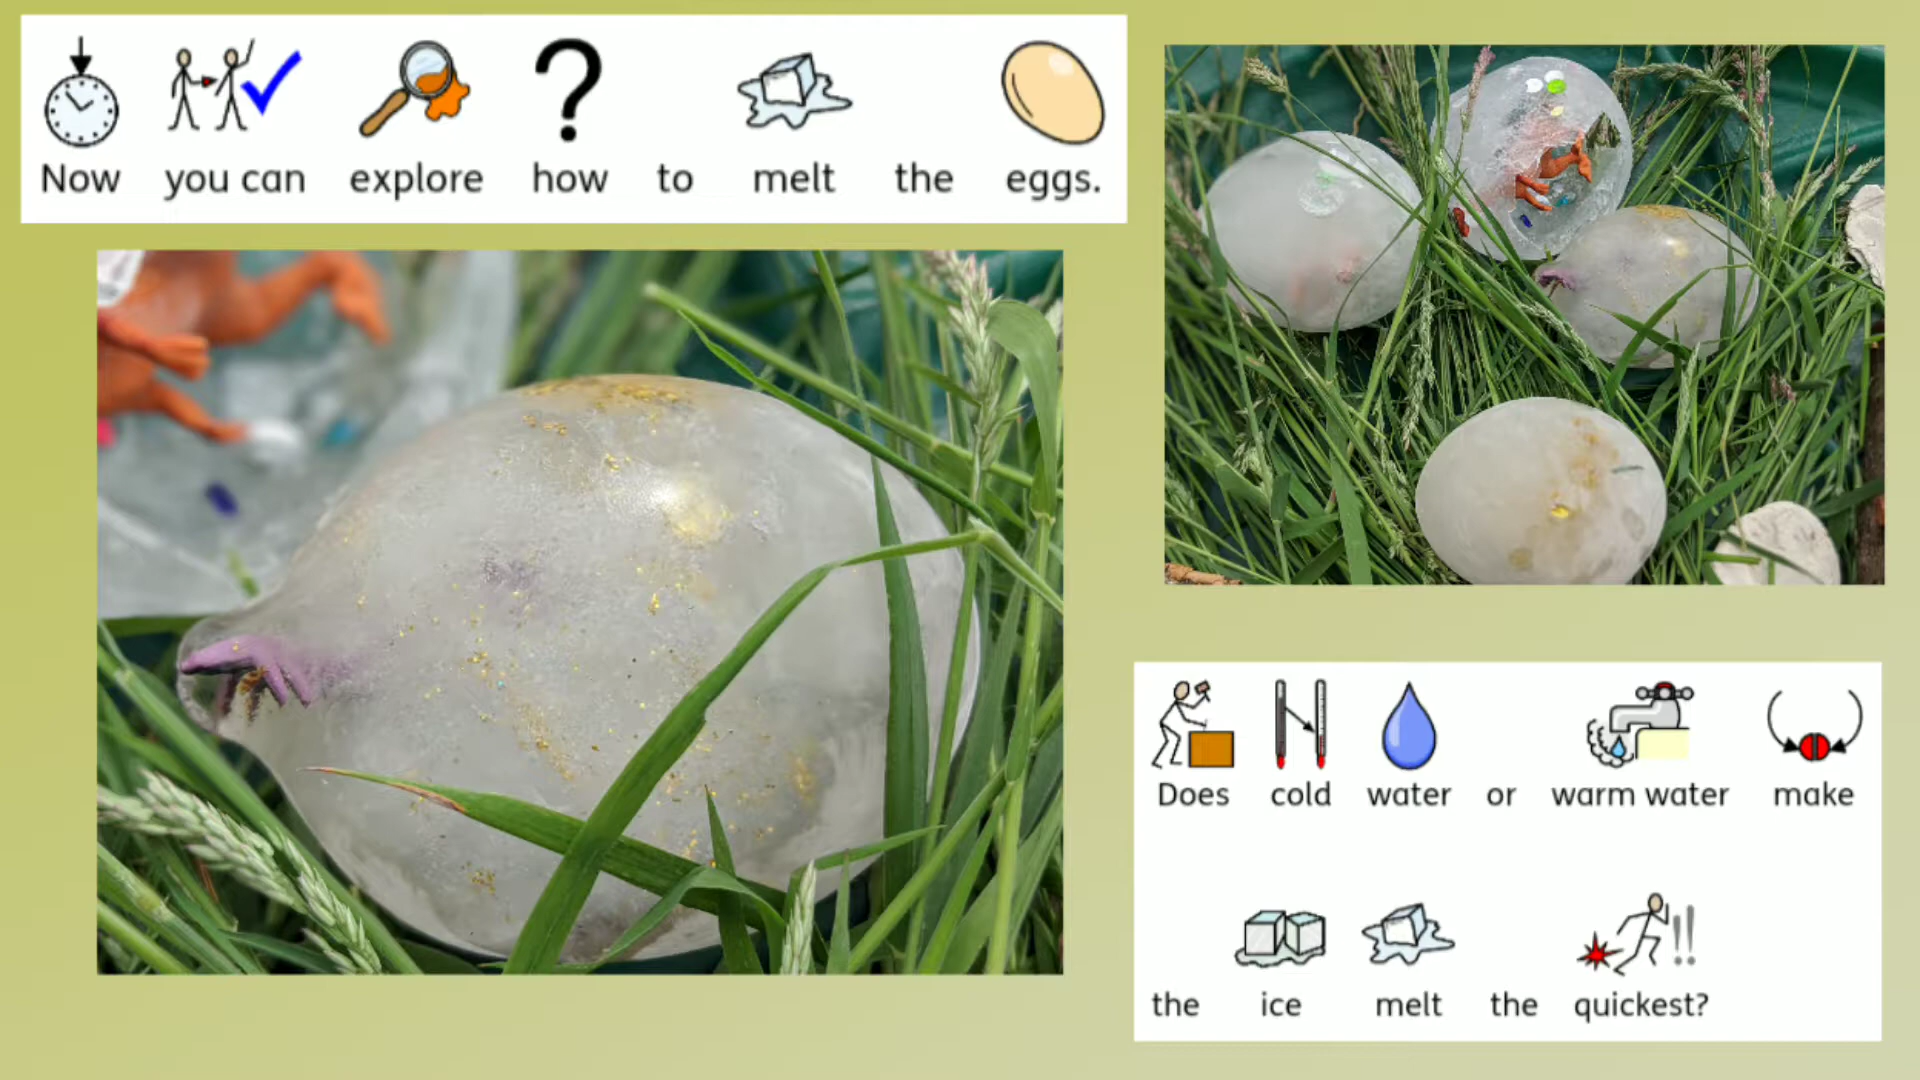 Now you can explore how to melt the eggs.
Does cold water or warm water make
the ice melt the quickest?